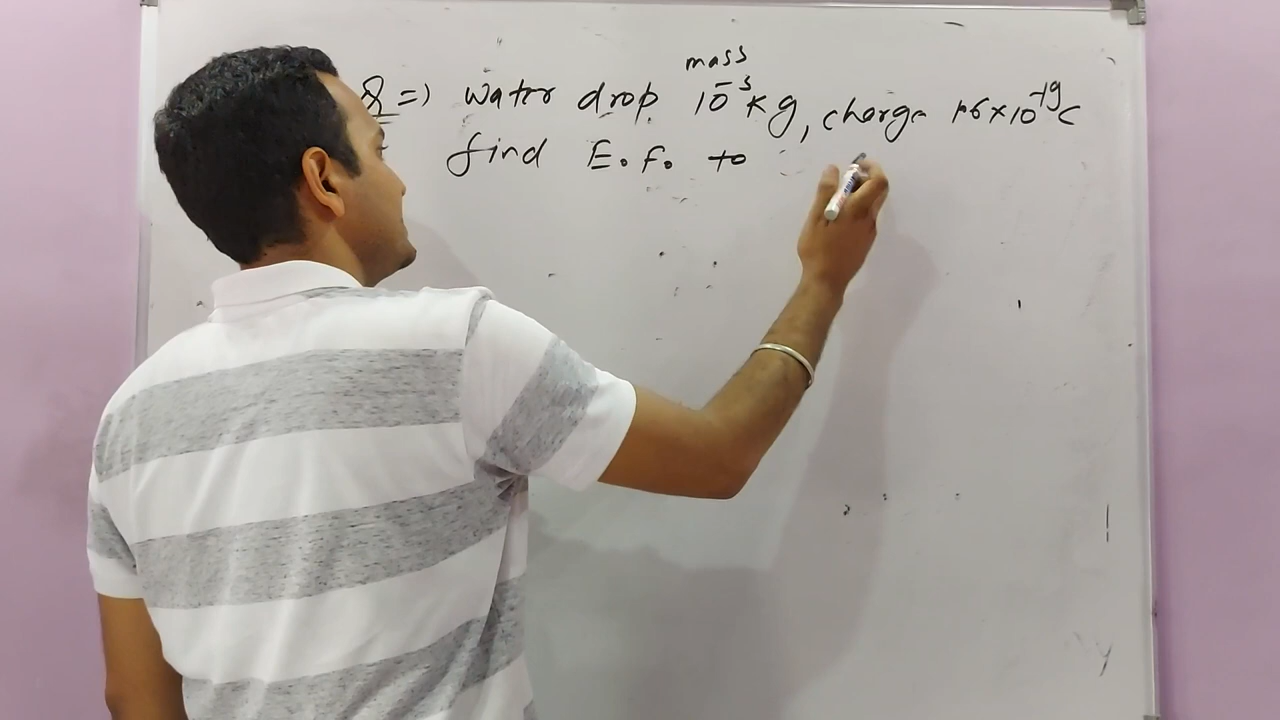 mass
Q => Water drop 10⁻³ Kg, charge 1.6×10⁻¹⁹ C
find E.F. to